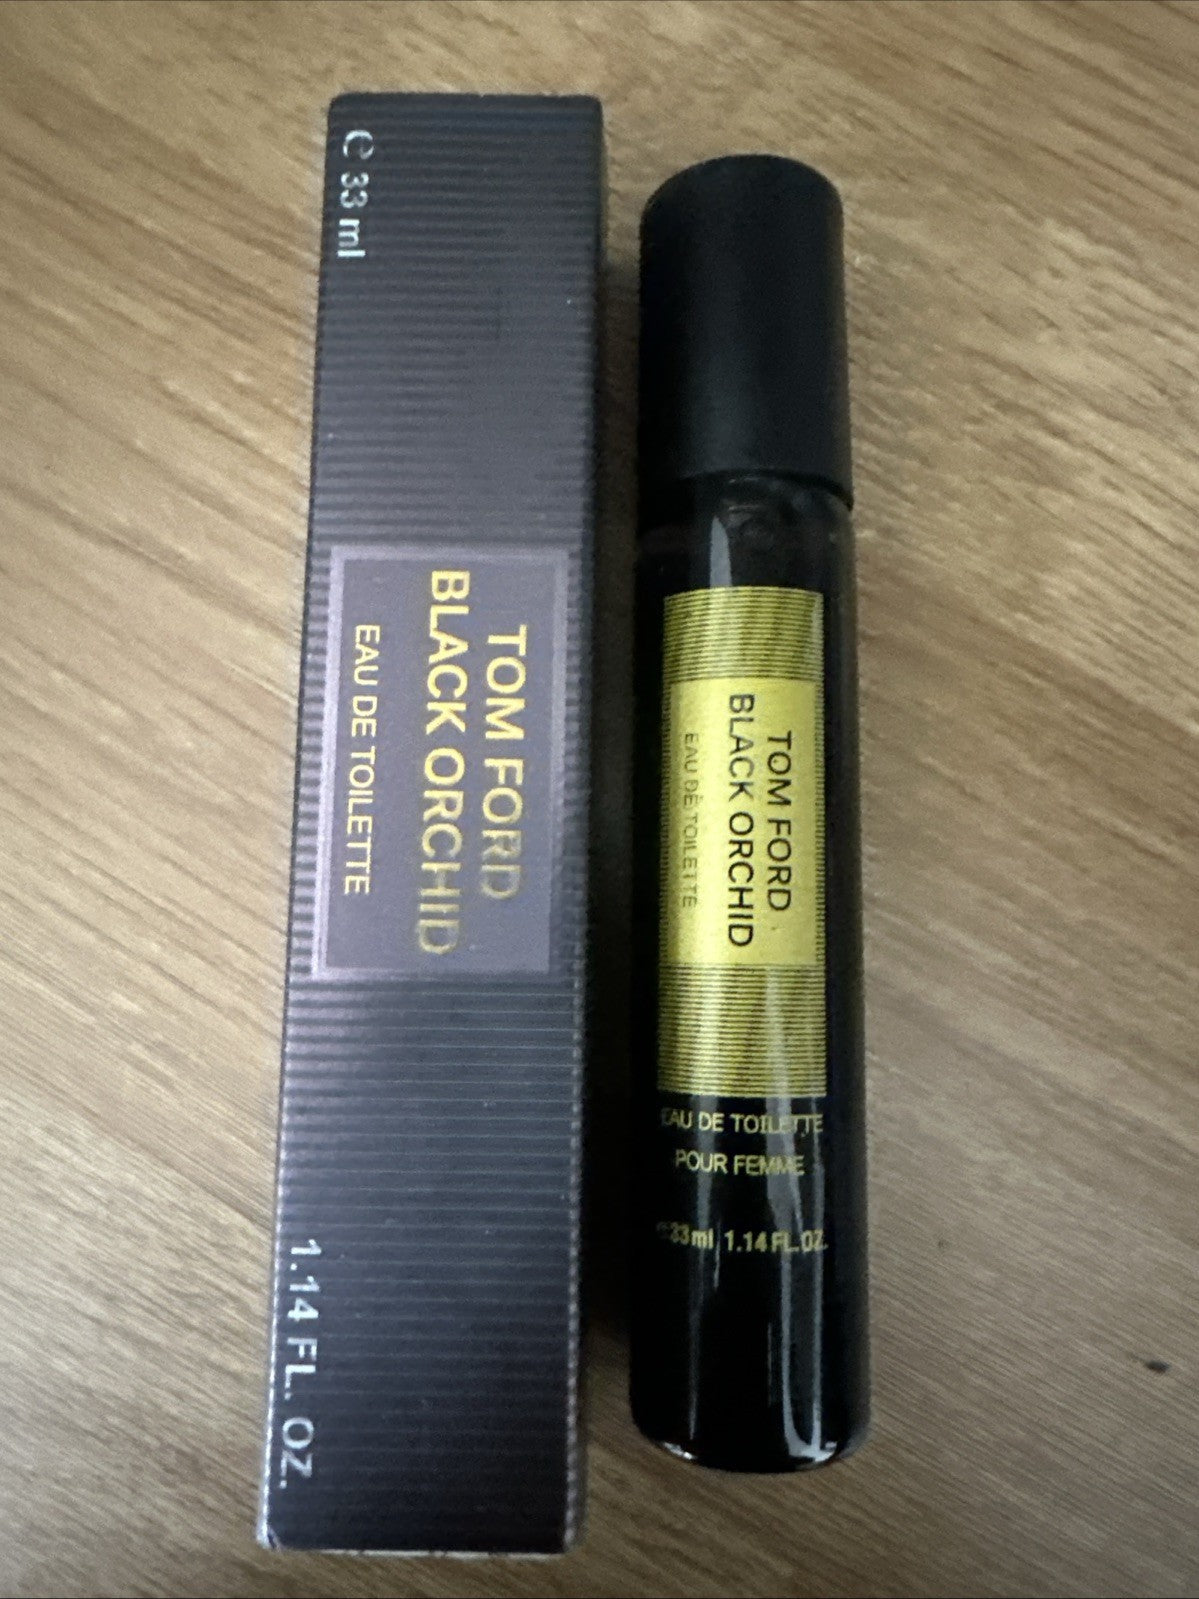 ℮ 33 ml
TOM FORD
BLACK ORCHID
EAU DE TOILETTE
1.14 FL. OZ.
TOM FORD
BLACK ORCHID
EAU DE TOILETTE
EAU DE TOILETTE
POUR FEMME
℮33ml 1.14 FL.OZ.